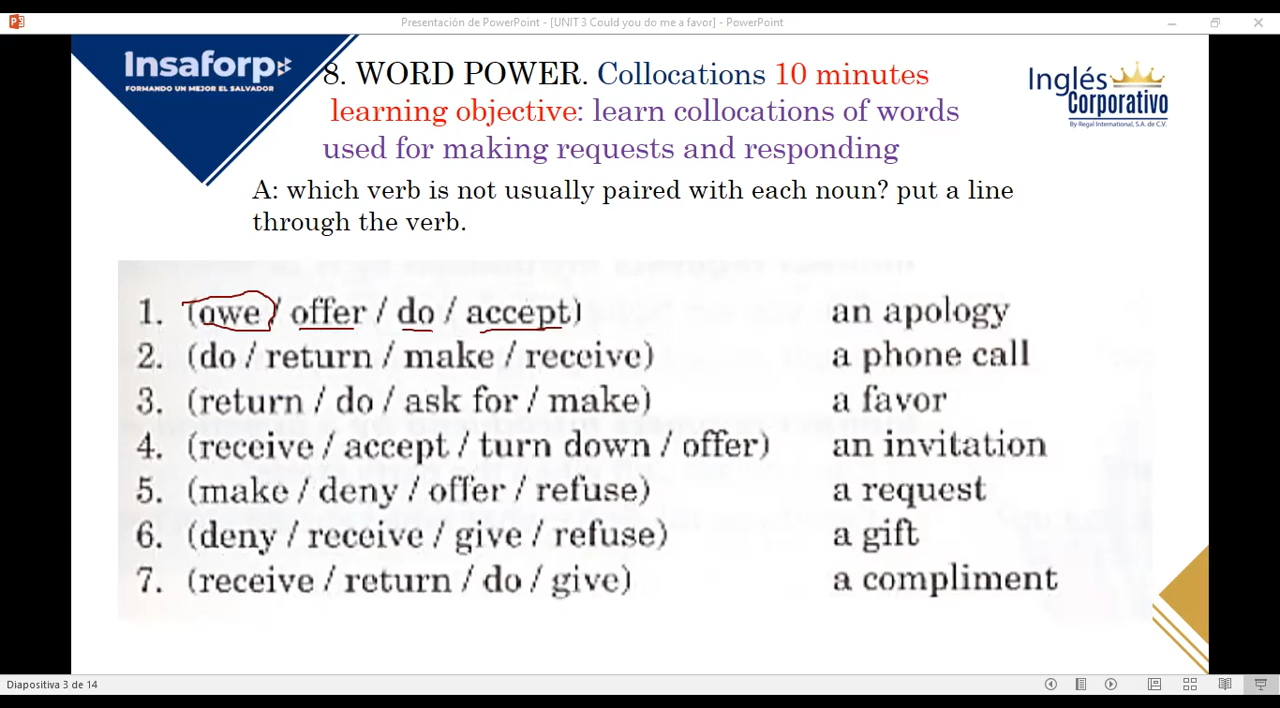 Presentación de PowerPoint - [UNIT 3 Could you do me a favor] - PowerPoint
Insaforp
FORMANDO UN MEJOR EL SALVADOR
8. WORD POWER. Collocations 10 minutes
learning objective: learn collocations of words
used for making requests and responding
Inglés
Corporativo
By Regal International, S.A. de C.V.
A: which verb is not usually paired with each noun? put a line
through the verb.
1. (owe / offer / do / accept) an apology
2. (do / return / make / receive) a phone call
3. (return / do / ask for / make) a favor
4. (receive / accept / turn down / offer) an invitation
5. (make / deny / offer / refuse) a request
6. (deny / receive / give / refuse) a gift
7. (receive / return / do / give) a compliment
Diapositiva 3 de 14